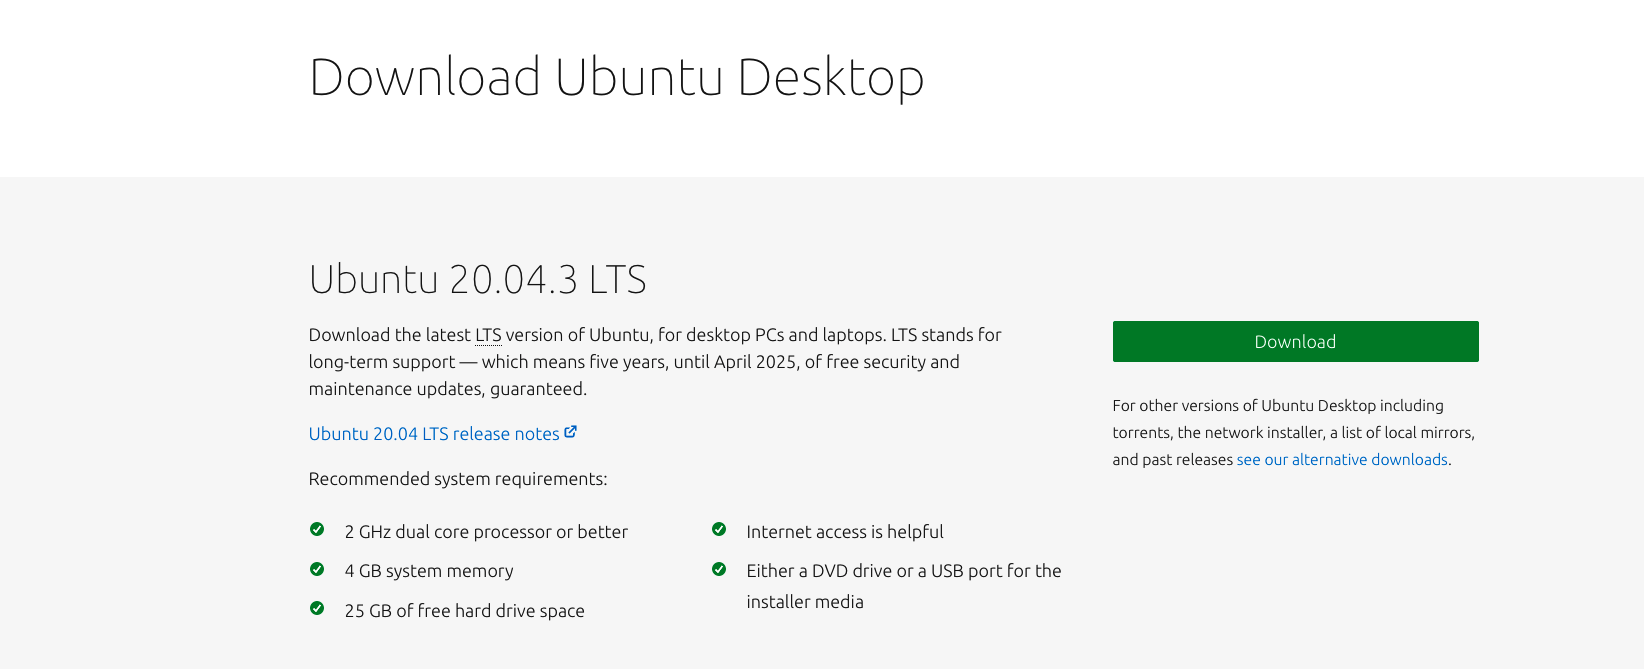 Download Ubuntu Desktop
Ubuntu 20.04.3 LTS
Download the latest LTS version of Ubuntu, for desktop PCs and laptops. LTS stands for
long-term support — which means five years, until April 2025, of free security and
maintenance updates, guaranteed.
Ubuntu 20.04 LTS release notes
Recommended system requirements:
2 GHz dual core processor or better
4 GB system memory
25 GB of free hard drive space
Internet access is helpful
Either a DVD drive or a USB port for the
installer media
Download
For other versions of Ubuntu Desktop including
torrents, the network installer, a list of local mirrors,
and past releases see our alternative downloads.